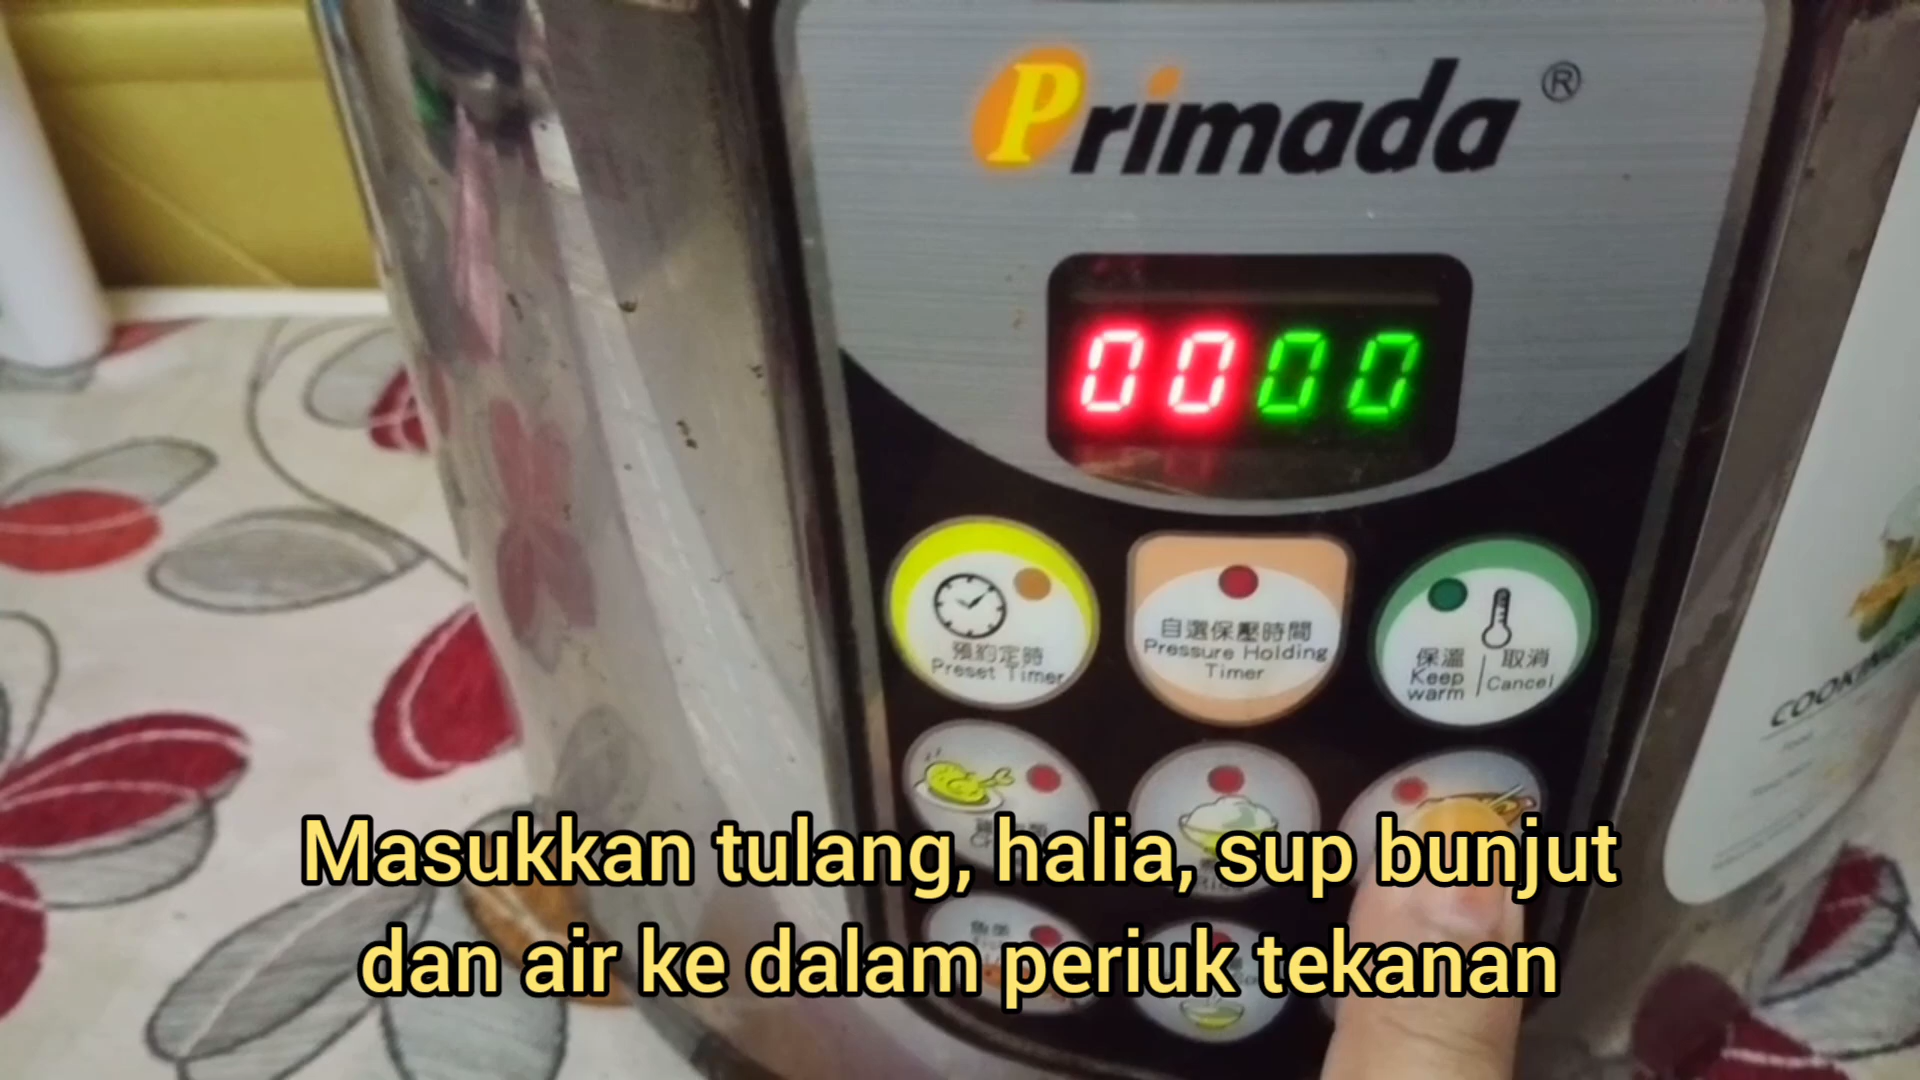 Primada ®
0000
預約定時
Preset Timer
自選保壓時間
Pressure Holding
Timer
保溫 | 取消
Keep
warm | Cancel
COOKING
Masukkan tulang, halia, sup bunjut
dan air ke dalam periuk tekanan